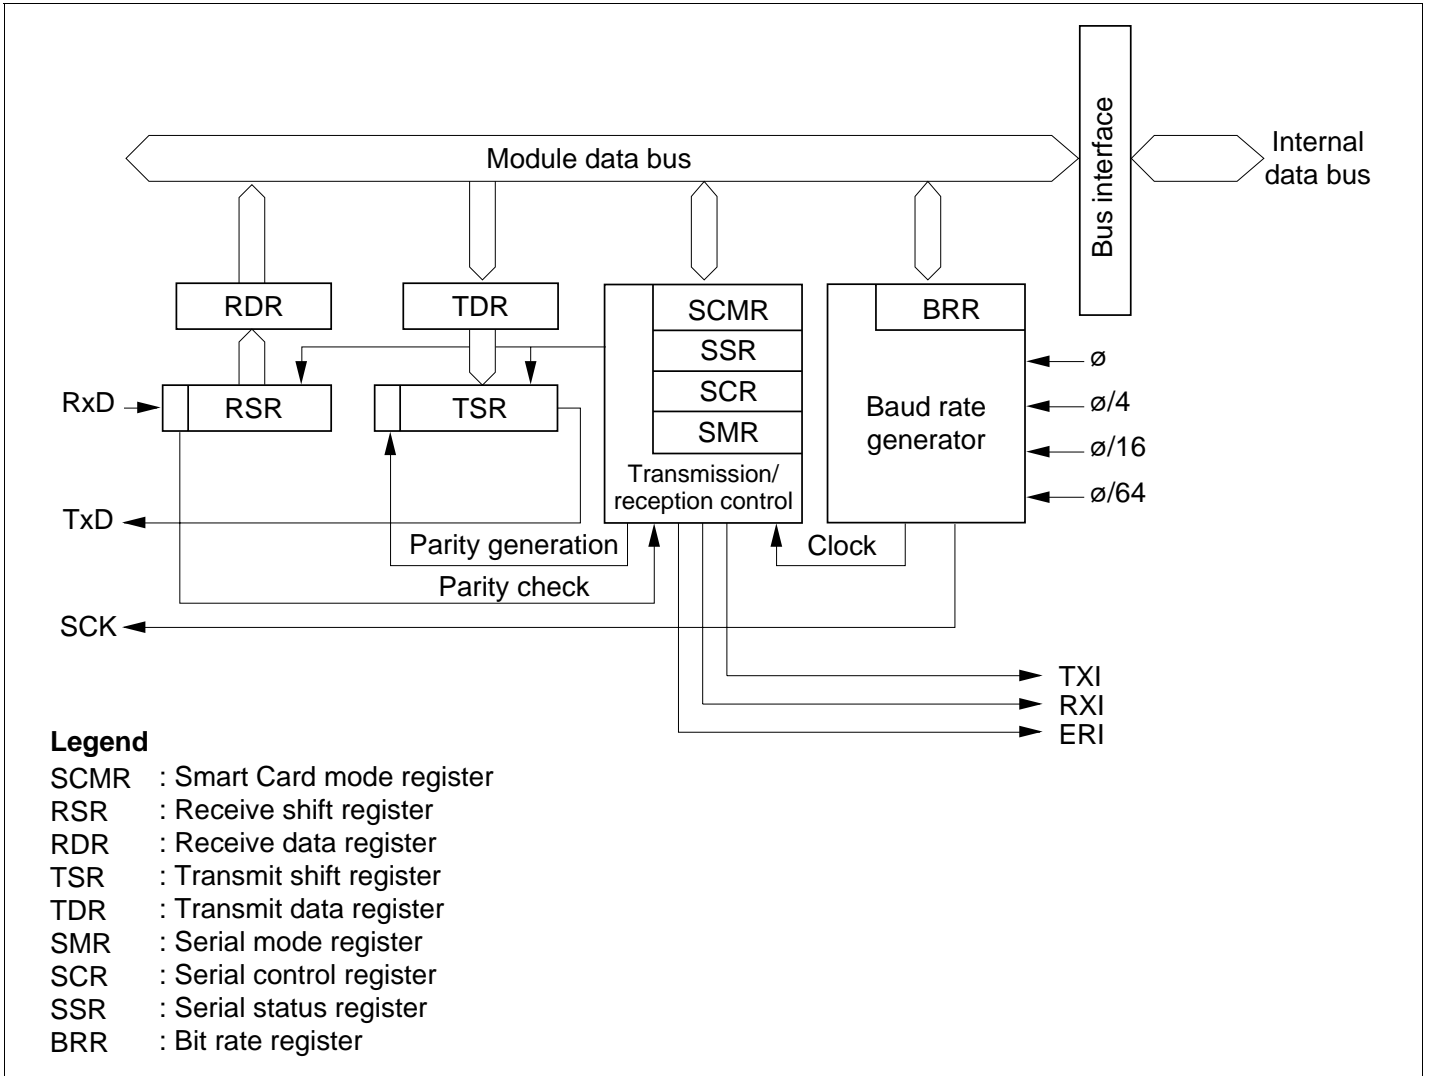 Module data bus
Bus interface
Internal
data bus
RDR
TDR
SCMR
SSR
SCR
SMR
Transmission/
reception control
BRR
Baud rate
generator
ø
ø/4
ø/16
ø/64
RxD
RSR
TSR
TxD
Parity generation
Clock
Parity check
SCK
TXI
RXI
ERI
Legend
SCMR : Smart Card mode register
RSR : Receive shift register
RDR : Receive data register
TSR : Transmit shift register
TDR : Transmit data register
SMR : Serial mode register
SCR : Serial control register
SSR : Serial status register
BRR : Bit rate register